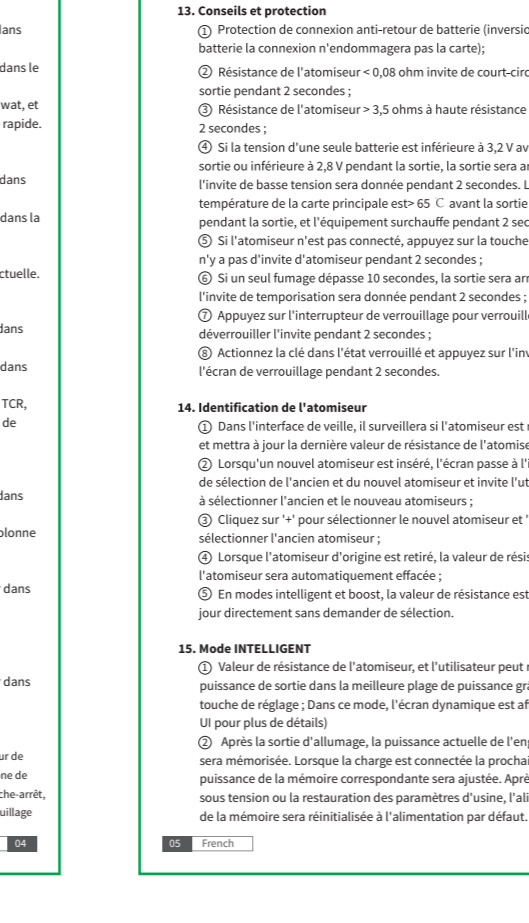 dans
dans le
wat, et
rapide.
dans
dans la
ctuelle.
dans
dans
TCR,
de
dans
olonne
dans
dans
ur de
ne de
che-arrêt,
uillage
04
13. Conseils et protection
① Protection de connexion anti-retour de batterie (inversio
batterie la connexion n'endommagera pas la carte);
② Résistance de l'atomiseur < 0,08 ohm invite de court-circ
sortie pendant 2 secondes ;
③ Résistance de l'atomiseur > 3,5 ohms à haute résistance
2 secondes ;
④ Si la tension d'une seule batterie est inférieure à 3,2 V av
sortie ou inférieure à 2,8 V pendant la sortie, la sortie sera ar
l'invite de basse tension sera donnée pendant 2 secondes. L
température de la carte principale est> 65 ℃ avant la sortie
pendant la sortie, et l'équipement surchauffe pendant 2 sec
⑤ Si l'atomiseur n'est pas connecté, appuyez sur la touche
n'y a pas d'invite d'atomiseur pendant 2 secondes ;
⑥ Si un seul fumage dépasse 10 secondes, la sortie sera arr
l'invite de temporisation sera donnée pendant 2 secondes ;
⑦ Appuyez sur l'interrupteur de verrouillage pour verrouille
déverrouiller l'invite pendant 2 secondes ;
⑧ Actionnez la clé dans l'état verrouillé et appuyez sur l'inv
l'écran de verrouillage pendant 2 secondes.
14. Identification de l'atomiseur
① Dans l'interface de veille, il surveillera si l'atomiseur est r
et mettra à jour la dernière valeur de résistance de l'atomise
② Lorsqu'un nouvel atomiseur est inséré, l'écran passe à l'i
de sélection de l'ancien et du nouvel atomiseur et invite l'ut
à sélectionner l'ancien et le nouveau atomiseurs ;
③ Cliquez sur '+' pour sélectionner le nouvel atomiseur et '
sélectionner l'ancien atomiseur ;
④ Lorsque l'atomiseur d'origine est retiré, la valeur de résis
l'atomiseur sera automatiquement effacée ;
⑤ En modes intelligent et boost, la valeur de résistance est
jour directement sans demander de sélection.
15. Mode INTELLIGENT
① Valeur de résistance de l'atomiseur, et l'utilisateur peut r
puissance de sortie dans la meilleure plage de puissance grâ
touche de réglage ; Dans ce mode, l'écran dynamique est af
UI pour plus de détails)
② Après la sortie d'allumage, la puissance actuelle de l'eng
sera mémorisée. Lorsque la charge est connectée la prochai
puissance de la mémoire correspondante sera ajustée. Aprè
sous tension ou la restauration des paramètres d'usine, l'ali
de la mémoire sera réinitialisée à l'alimentation par défaut.
05 French